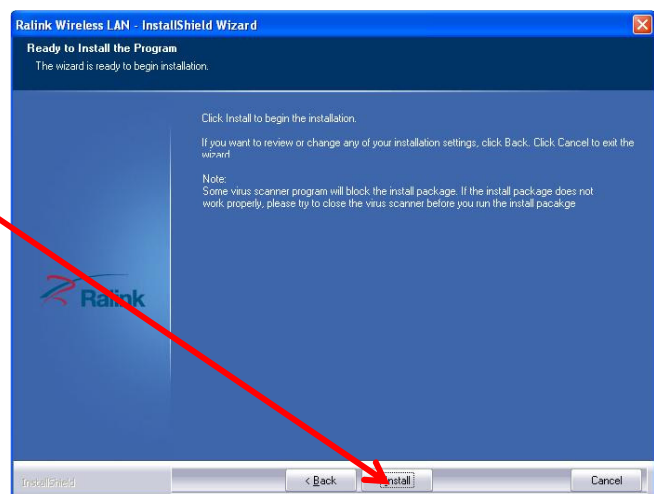 Ralink Wireless LAN - InstallShield Wizard
Ready to Install the Program
The wizard is ready to begin installation.
Click Install to begin the installation.
If you want to review or change any of your installation settings, click Back. Click Cancel to exit the
wizard
Note:
Some virus scanner program will block the install package. If the install package does not
work properly, please try to close the virus scanner before you run the install pacakge
Ralink
InstallShield
< Back
Install
Cancel